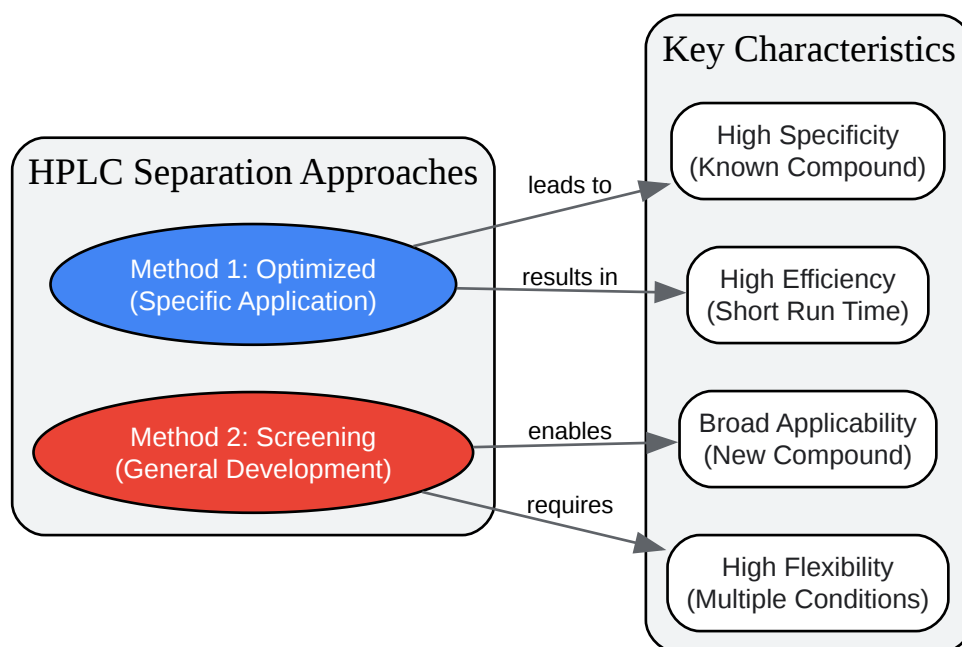 HPLC Separation Approaches
Method 1: Optimized
(Specific Application)
Method 2: Screening
(General Development)
leads to
results in
enables
requires
Key Characteristics
High Specificity
(Known Compound)
High Efficiency
(Short Run Time)
Broad Applicability
(New Compound)
High Flexibility
(Multiple Conditions)